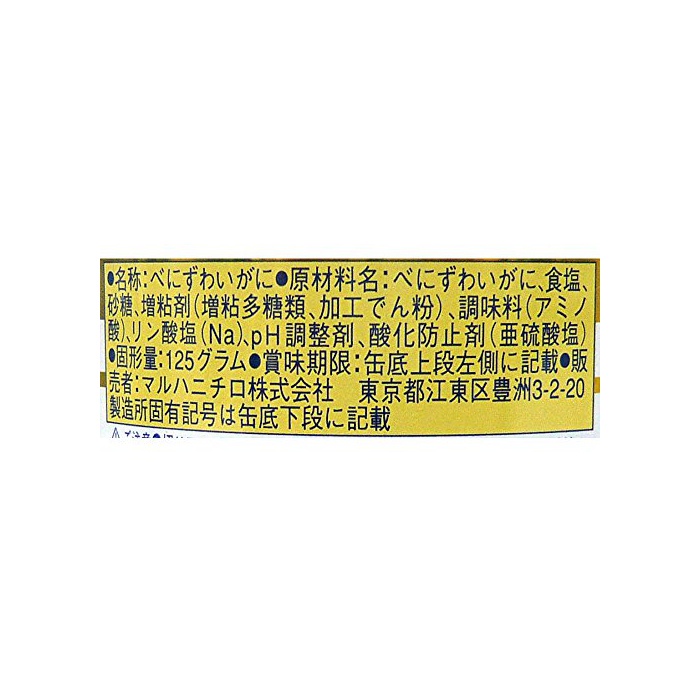 ●名称:べにずわいがに●原材料名:べにずわいがに、食塩、
砂糖、増粘剤(増粘多糖類、加工でん粉)、調味料(アミノ
酸)、リン酸塩(Na)、pH調整剤、酸化防止剤(亜硫酸塩)
●固形量:125グラム●賞味期限:缶底上段左側に記載●販
売者:マルハニチロ株式会社 東京都江東区豊洲3-2-20
製造所固有記号は缶底下段に記載